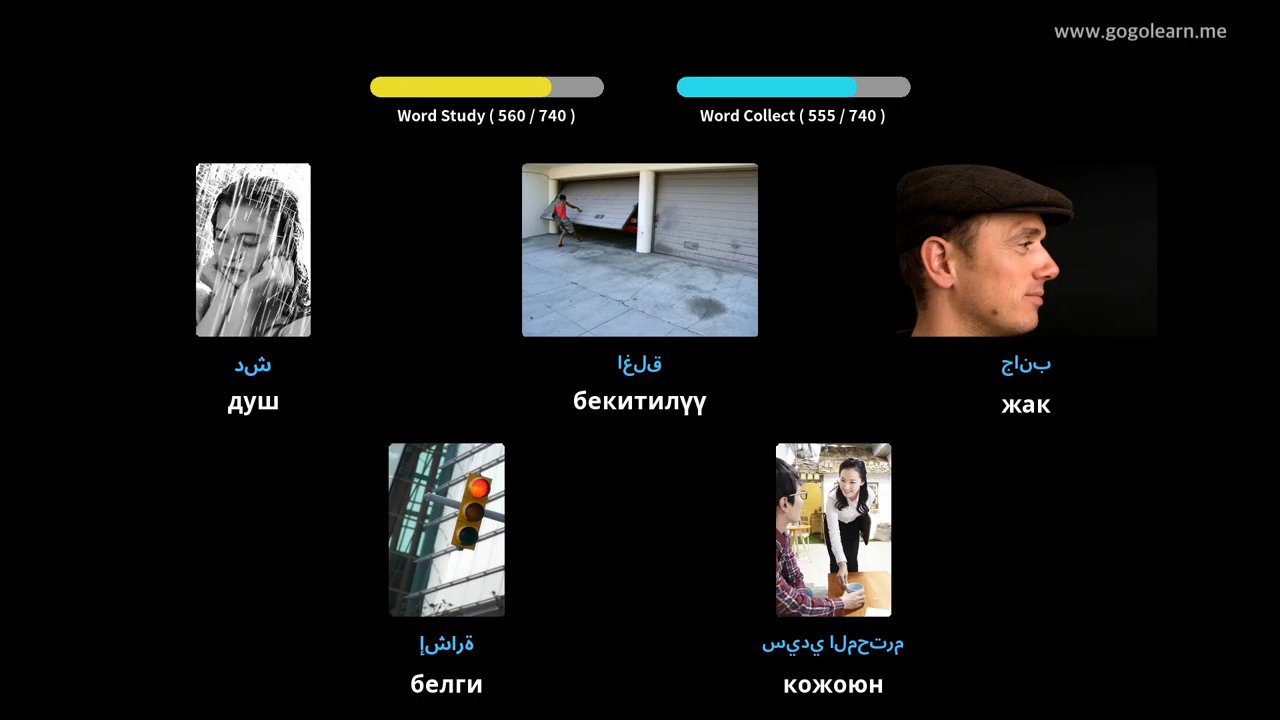 www.gogolearn.me
Word Study ( 560 / 740 )
Word Collect ( 555 / 740 )
دش
душ
اغلق
бекитилүү
جانب
жак
إشارة
белги
سيدي المحترم
кожоюн